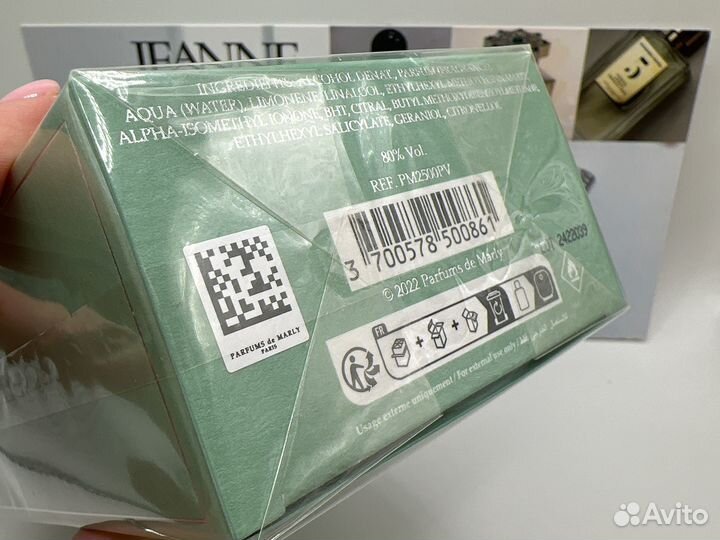 JEANNE
5
INGREDIENTS: ALCOHOL DENAT., PARFUM
AQUA (WATER), LIMONENE, LINALOOL, ETHYLHEXYL
ALPHA-ISOMETHYL IONONE, BHT, CITRAL, BUTYL
ETHYLHEXYL SALICYLATE, GERANIOL, CITRONELLOL
80% Vol.
REF. PM2500PV
3 700578 500861
© 2022 Parfums de Marly
2422039
PARFUMS de MARLY
PARIS
FR
+ +
Usage externe uniquement / For external use only /
Avito